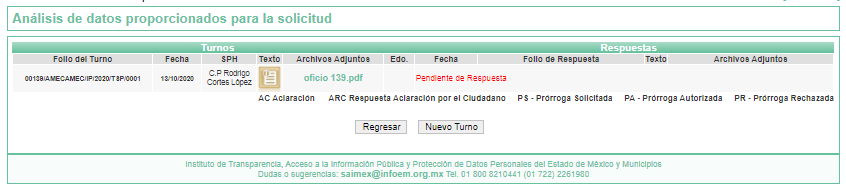 Análisis de datos proporcionados para la solicitud
Turnos Respuestas
Folio del Turno Fecha SPH Texto Archivos Adjuntos Edo. Fecha Folio de Respuesta Texto Archivos Adjuntos
00139/AMECAMEC/IP/2020/TSP/0001 13/10/2020 C.P Rodrigo Cortes López oficio 139.pdf Pendiente de Respuesta
AC Aclaración ARC Respuesta Aclaración por el Ciudadano PS - Prórroga Solicitada PA - Prórroga Autorizada PR - Prórroga Rechazada
Regresar Nuevo Turno
Instituto de Transparencia, Acceso a la Información Pública y Protección de Datos Personales del Estado de México y Municipios
Dudas o sugerencias: saimex@infoem.org.mx Tel. 01 800 8210441 (01 722) 2261980